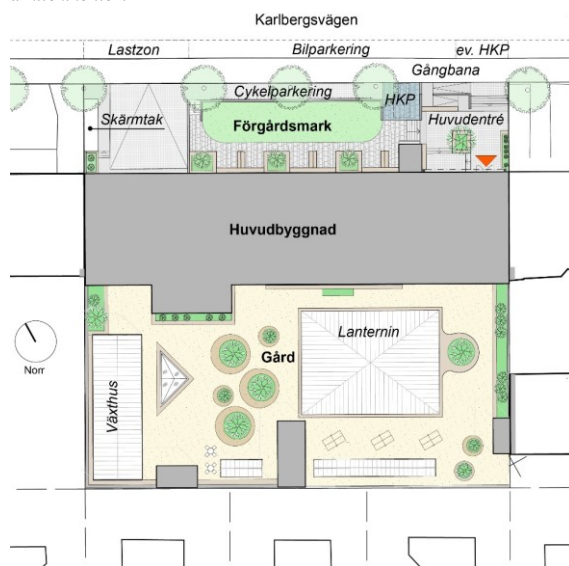 Karlbergsvägen
Lastzon
Bilparkering
ev. HKP
Gångbana
Cykelparkering
HKP
Skärmtak
Förgårdsmark
Huvudentré
Huvudbyggnad
Lanternin
Gård
Norr
Växthus